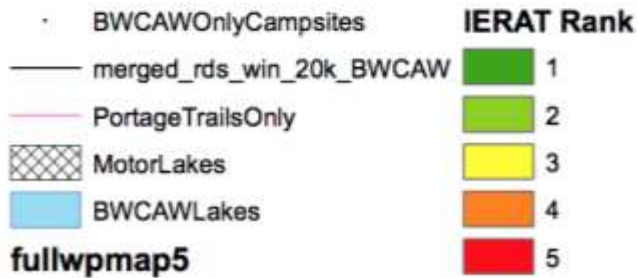 BWCAWOnlyCampsites
merged_rds_win_20k_BWCAW
PortageTrailsOnly
MotorLakes
BWCAWLakes
fullwpmap5
IERAT Rank
1
2
3
4
5